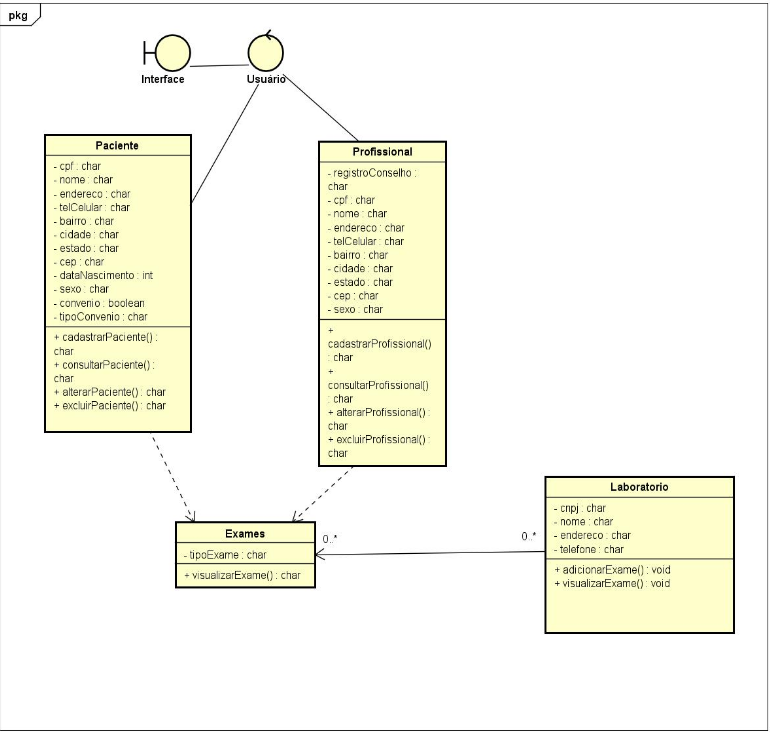 pkg
Interface
Usuário
Paciente
- cpf : char
- nome : char
- endereco : char
- telCelular : char
- bairro : char
- cidade : char
- estado : char
- cep : char
- dataNascimento : int
- sexo : char
- convenio : boolean
- tipoConvenio : char
+ cadastrarPaciente() :
char
+ consultarPaciente() :
char
+ alterarPaciente() : char
+ excluirPaciente() : char
Profissional
- registroConselho :
char
- cpf : char
- nome : char
- endereco : char
- telCelular : char
- bairro : char
- cidade : char
- estado : char
- cep : char
- sexo : char
+
cadastrarProfissional()
: char
+
consultarProfissional()
: char
+ alterarProfissional() :
char
+ excluirProfissional() :
char
Exames
- tipoExame : char
+ visualizarExame() : char
0..*
0..*
Laboratorio
- cnpj : char
- nome : char
- endereco : char
- telefone : char
+ adicionarExame() : void
+ visualizarExame() : void